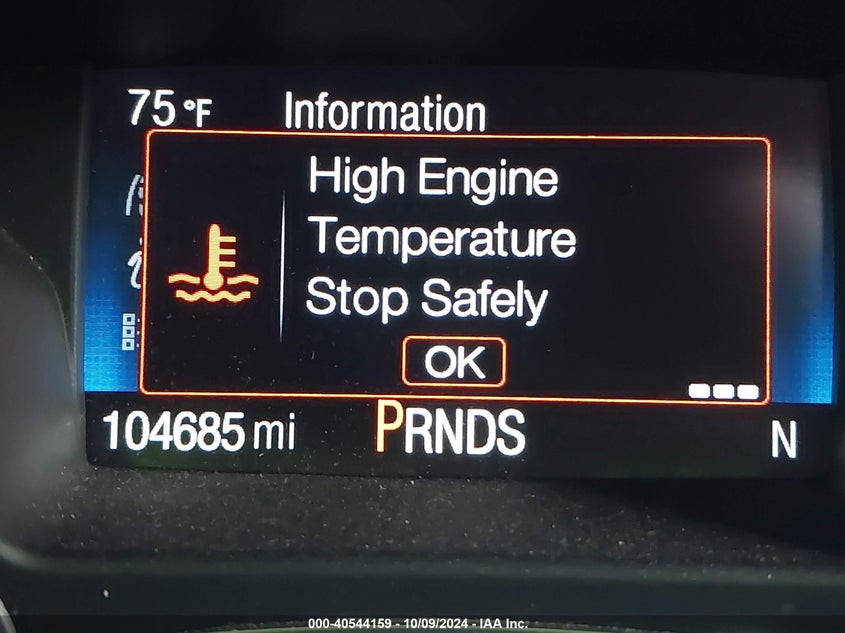 75 °F Information
High Engine
Temperature
Stop Safely
OK
104685 mi PRNDS N
000-40544159 - 10/09/2024 - IAA Inc.